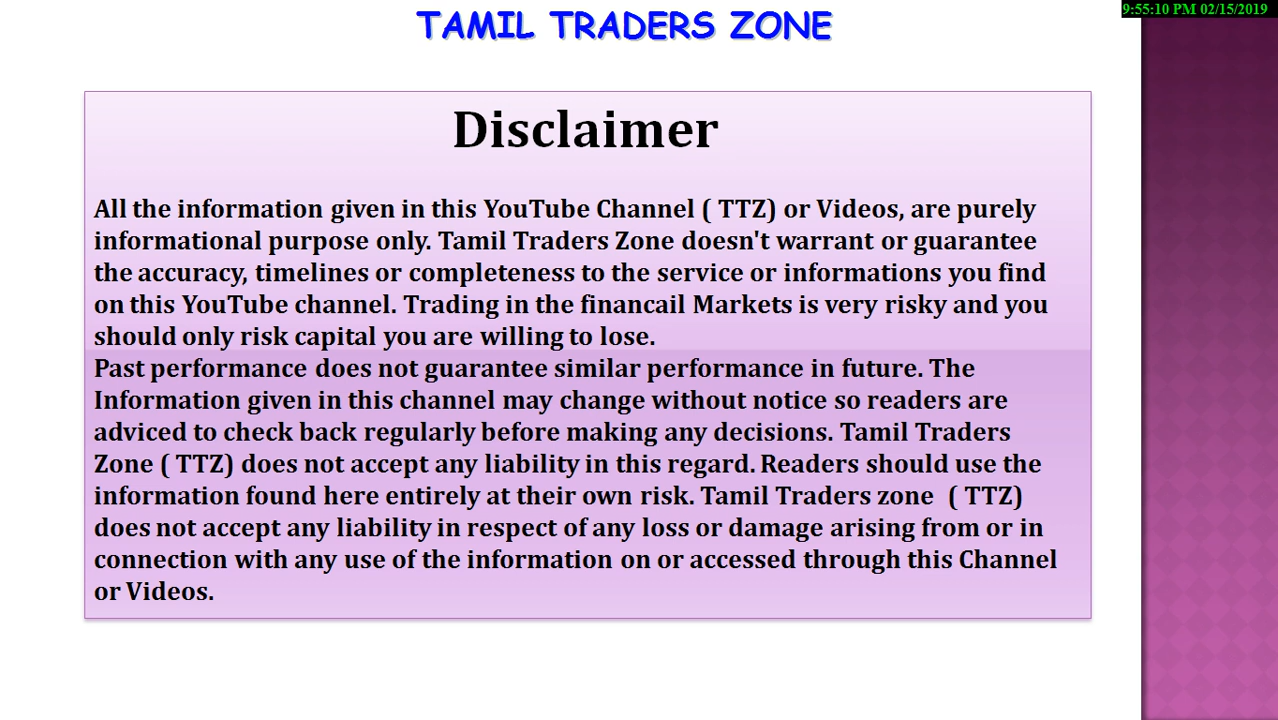 TAMIL TRADERS ZONE
9:55:10 PM 02/15/2019
Disclaimer
All the information given in this YouTube Channel ( TTZ) or Videos, are purely
informational purpose only. Tamil Traders Zone doesn't warrant or guarantee
the accuracy, timelines or completeness to the service or informations you find
on this YouTube channel. Trading in the financail Markets is very risky and you
should only risk capital you are willing to lose.
Past performance does not guarantee similar performance in future. The
Information given in this channel may change without notice so readers are
adviced to check back regularly before making any decisions. Tamil Traders
Zone ( TTZ) does not accept any liability in this regard. Readers should use the
information found here entirely at their own risk. Tamil Traders zone  ( TTZ)
does not accept any liability in respect of any loss or damage arising from or in
connection with any use of the information on or accessed through this Channel
or Videos.